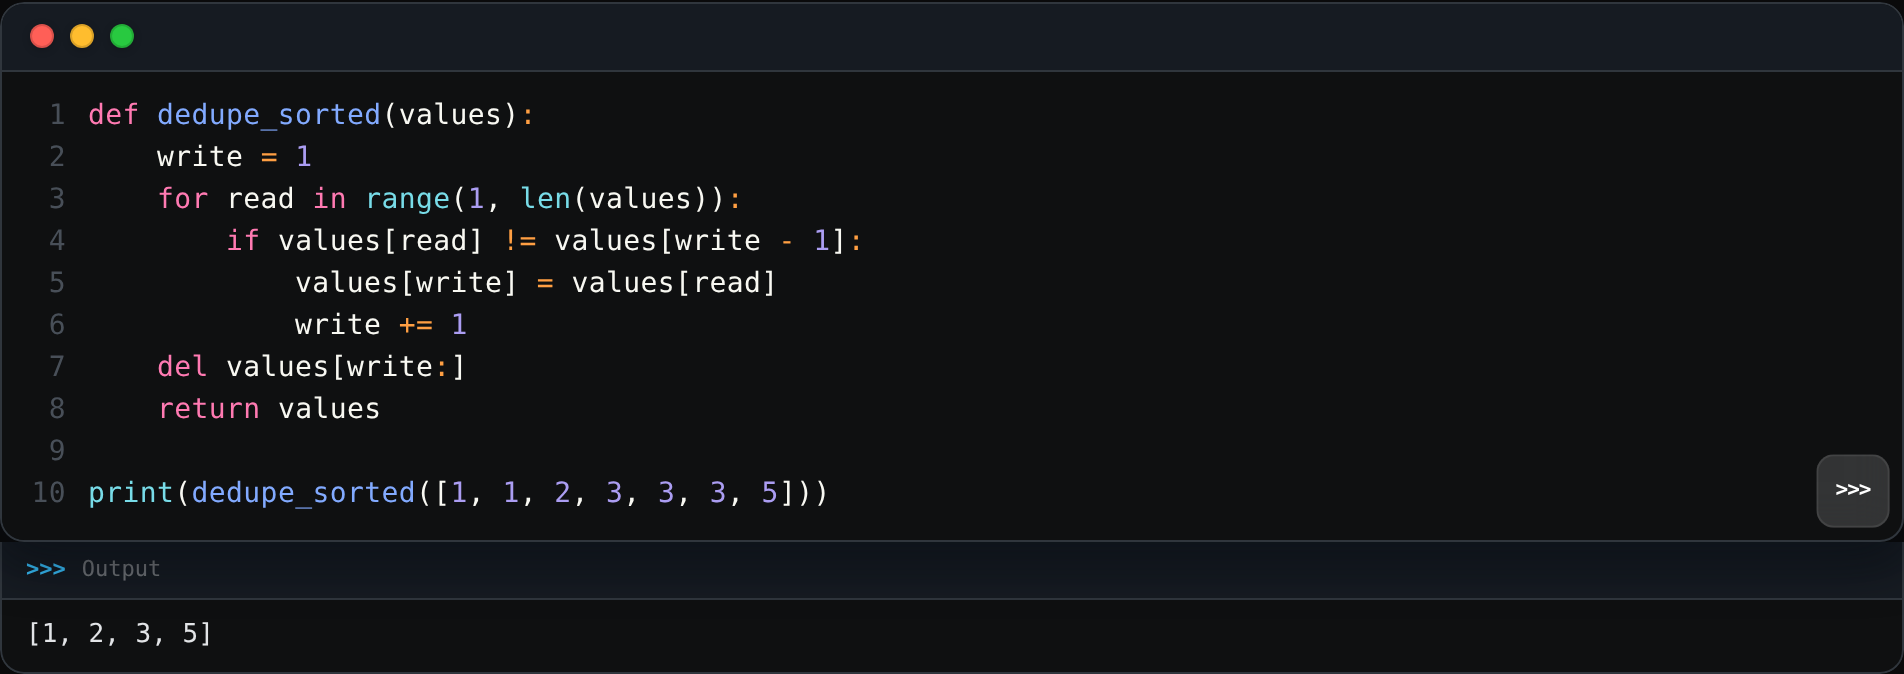 1 def dedupe_sorted(values):
2     write = 1
3     for read in range(1, len(values)):
4         if values[read] != values[write - 1]:
5             values[write] = values[read]
6             write += 1
7     del values[write:]
8     return values
9
10 print(dedupe_sorted([1, 1, 2, 3, 3, 3, 5]))
>>>
>>> Output
[1, 2, 3, 5]